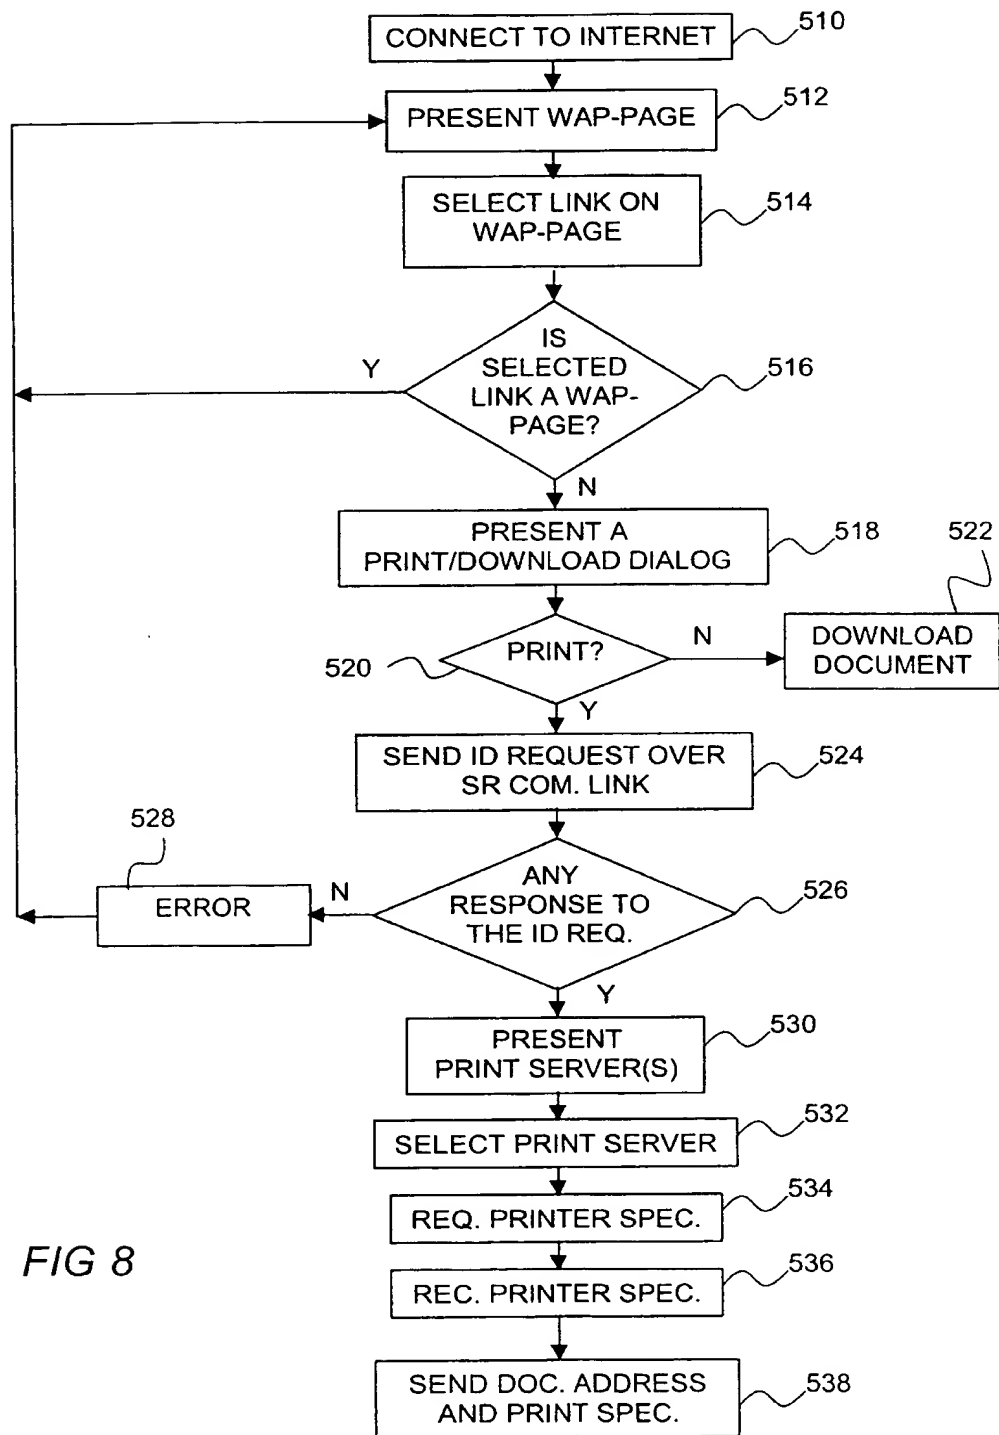 CONNECT TO INTERNET
510
PRESENT WAP-PAGE
512
SELECT LINK ON
WAP-PAGE
514
IS
SELECTED
LINK A WAP-
PAGE?
516
Y
N
PRESENT A
PRINT/DOWNLOAD DIALOG
518
522
PRINT?
520
N
DOWNLOAD
DOCUMENT
Y
SEND ID REQUEST OVER
SR COM. LINK
524
528
ERROR
N
ANY
RESPONSE TO
THE ID REQ.
526
Y
PRESENT
PRINT SERVER(S)
530
SELECT PRINT SERVER
532
REQ. PRINTER SPEC.
534
REC. PRINTER SPEC.
536
SEND DOC. ADDRESS
AND PRINT SPEC.
538
FIG 8